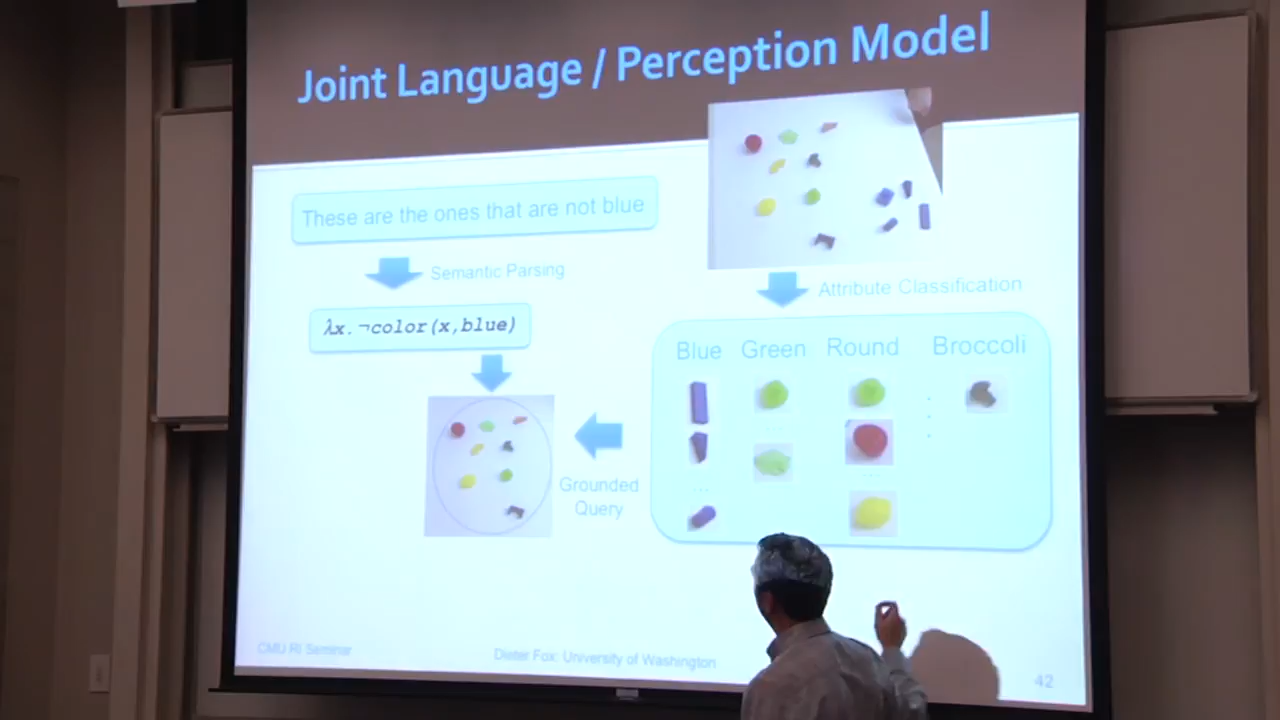 Joint Language / Perception Model
These are the ones that are not blue
Semantic Parsing
λx.¬color(x,blue)
Attribute Classification
Blue Green Round Broccoli
Grounded
Query
CMU RI Seminar
Dieter Fox: University of Washington
42